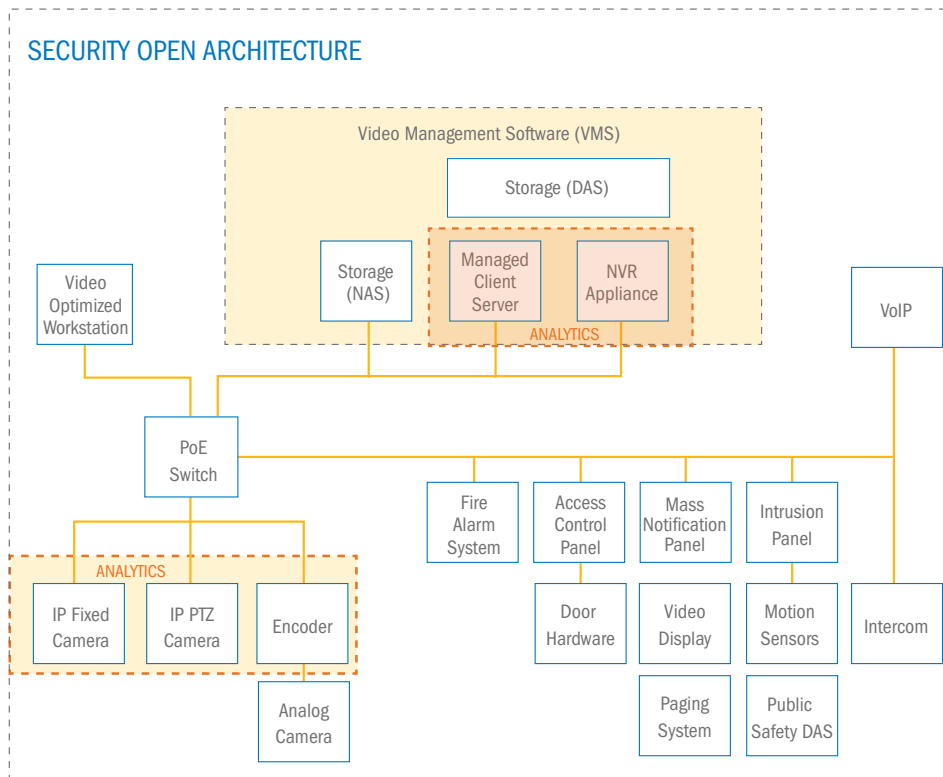 SECURITY OPEN ARCHITECTURE
Video Management Software (VMS)
Storage (DAS)
Storage
(NAS)
Managed
Client
Server
NVR
Appliance
ANALYTICS
Video
Optimized
Workstation
VoIP
PoE
Switch
Fire
Alarm
System
Access
Control
Panel
Mass
Notification
Panel
Intrusion
Panel
ANALYTICS
IP Fixed
Camera
IP PTZ
Camera
Encoder
Door
Hardware
Video
Display
Motion
Sensors
Intercom
Analog
Camera
Paging
System
Public
Safety DAS